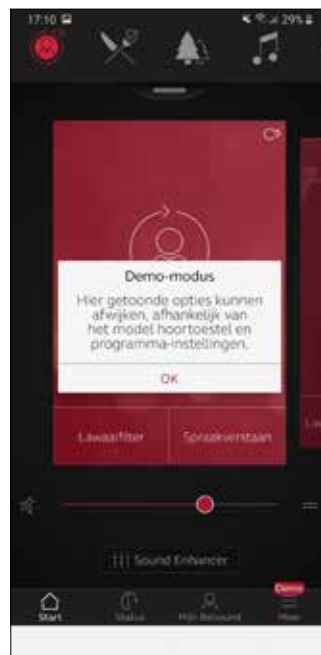 17:10
29%
Demo-modus
Hier getoonde opties kunnen
afwijken, afhankelijk van
het model hoortoestel en
programma-instellingen.
OK
Lawaaifilter
Spraakverstaan
Sound Enhancer
Demo
Start
Status
Mijn ReSound
Meer